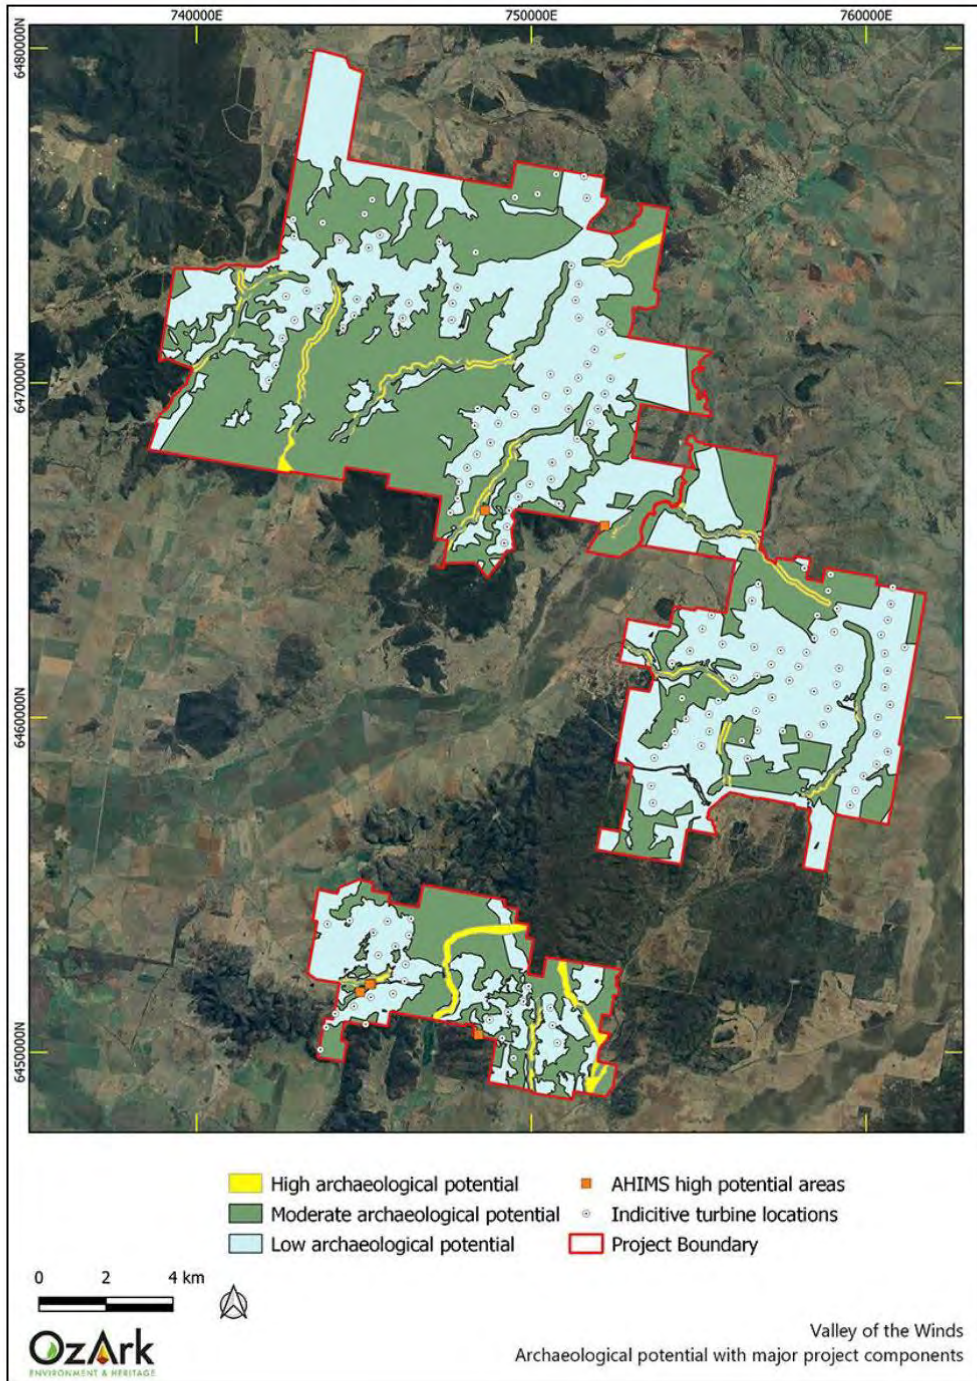 740000E 750000E 760000E
6480000N
6470000N
6460000N
6450000N
High archaeological potential
Moderate archaeological potential
Low archaeological potential
AHIMS high potential areas
Indicitive turbine locations
Project Boundary
0 2 4 km
OzArk
ENVIRONMENT & HERITAGE
Valley of the Winds
Archaeological potential with major project components